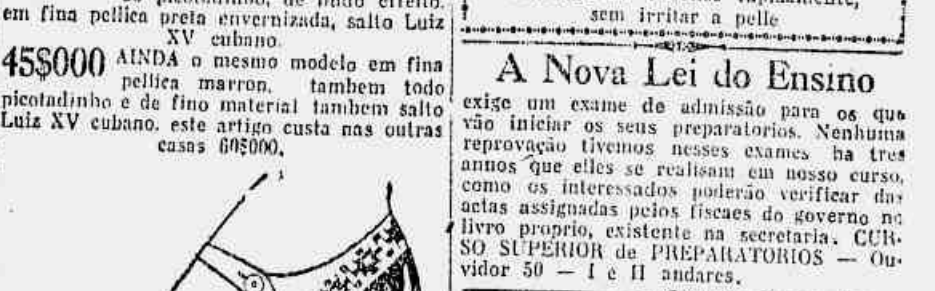 em fina pellica preta envernizada, salto Luiz
XV cubano.
45$000 AINDA o mesmo modelo em fina
pellica marron, tambem todo
picotadinho e de fino material tambem salto
Luiz XV cubano, este artigo custa nas outras
casas 60$000.
sem irritar a pelle
A Nova Lei do Ensino
exige um exame de admissão para os que
vão iniciar os seus preparatorios. Nenhuma
reprovação tivemos nesses exames ha tres
annos que elles se realisam em nosso curso,
como os interessados poderão verificar das
actas assignadas pelos fiscaes do governo no
livro proprio, existente na secretaria. CUR-
SO SUPERIOR de PREPARATORIOS — Ou-
vidor 50 — I e II andares.